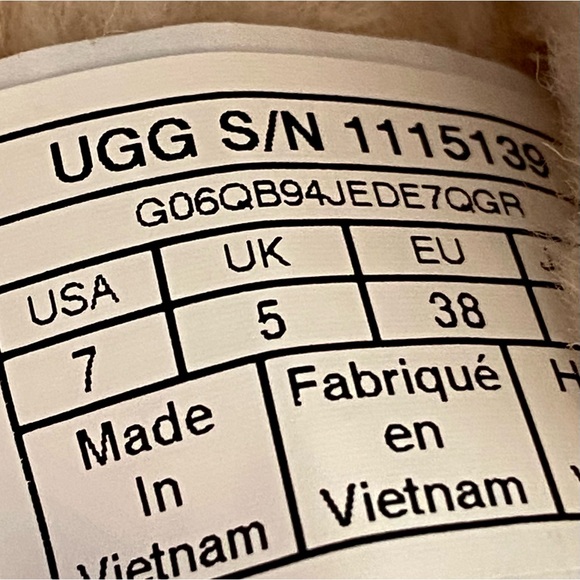 UGG S/N 1115139
G06QB94JEDE7QGR
USA UK EU
7 5 38
Made
In
Vietnam
Fabriqué
en
Vietnam
H